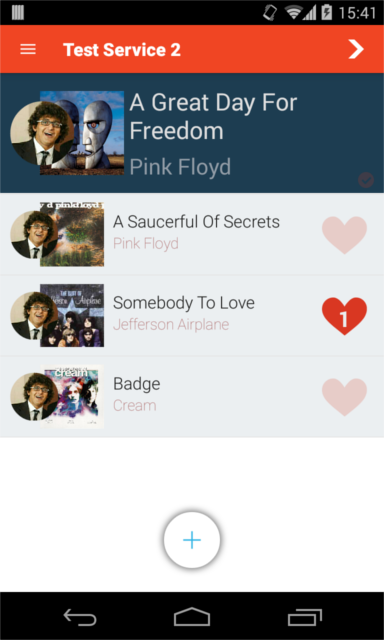 15:41
Test Service 2
A Great Day For
Freedom
Pink Floyd
A Saucerful Of Secrets
Pink Floyd
Somebody To Love
Jefferson Airplane
1
Badge
Cream
cream